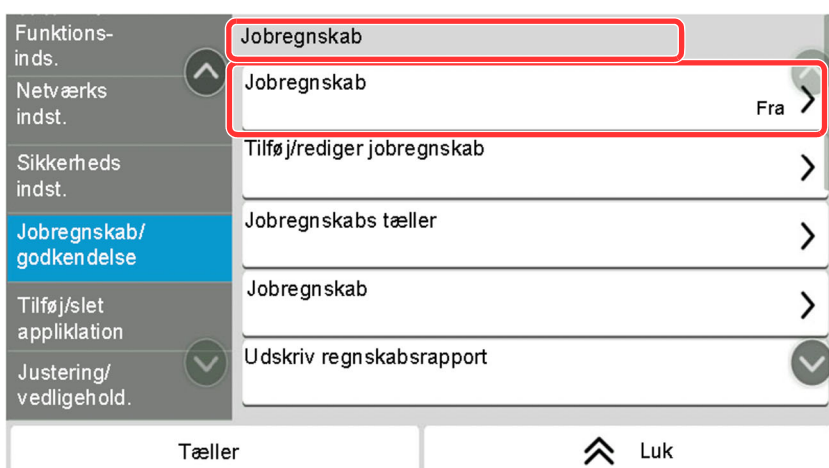 Funktions-
inds.
Netværks
indst.
Sikkerheds
indst.
Jobregnskab/
godkendelse
Tilføj/slet
appliklation
Justering/
vedligehold.
Jobregnskab
Jobregnskab
Fra
Tilføj/rediger jobregnskab
Jobregnskabs tæller
Jobregnskab
Udskriv regnskabsrapport
Tæller
Luk